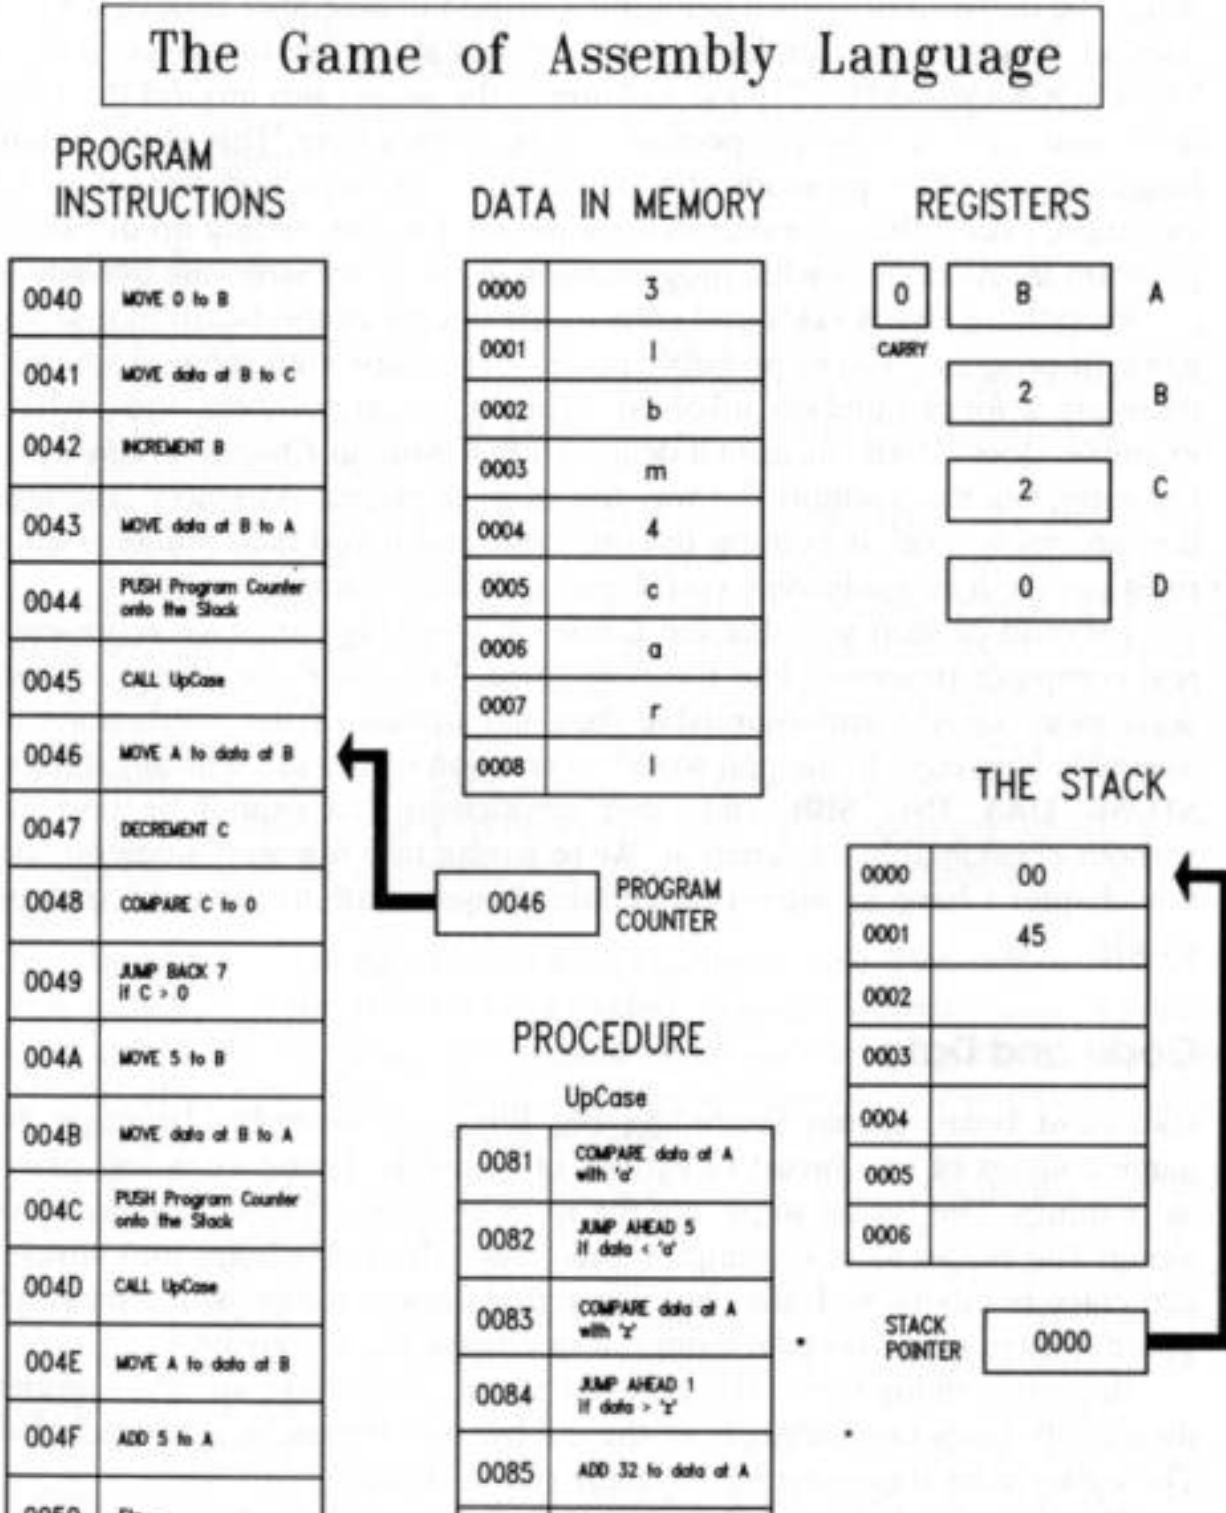 The Game of Assembly Language
PROGRAM
INSTRUCTIONS
0040 MOVE 0 to B
0041 MOVE data at B to C
0042 INCREMENT B
0043 MOVE data at B to A
0044 PUSH Program Counter
onto the Stack
0045 CALL UpCase
0046 MOVE A to data at B
0047 DECREMENT C
0048 COMPARE C to 0
0049 JUMP BACK 7
if C > 0
004A MOVE 5 to B
004B MOVE data at B to A
004C PUSH Program Counter
onto the Stack
004D CALL UpCase
004E MOVE A to data at B
004F ADD 5 to A
DATA IN MEMORY
0000 3
0001 l
0002 b
0003 m
0004 4
0005 c
0006 a
0007 r
0008 l
0046
PROGRAM
COUNTER
PROCEDURE
UpCase
0081 COMPARE data at A
with 'a'
0082 JUMP AHEAD 5
if data < 'a'
0083 COMPARE data at A
with 'z'
0084 JUMP AHEAD 1
if data > 'z'
0085 ADD 32 to data at A
REGISTERS
0 B A
CARRY
2 B
2 C
0 D
THE STACK
0000 00
0001 45
0002
0003
0004
0005
0006
STACK
POINTER
0000